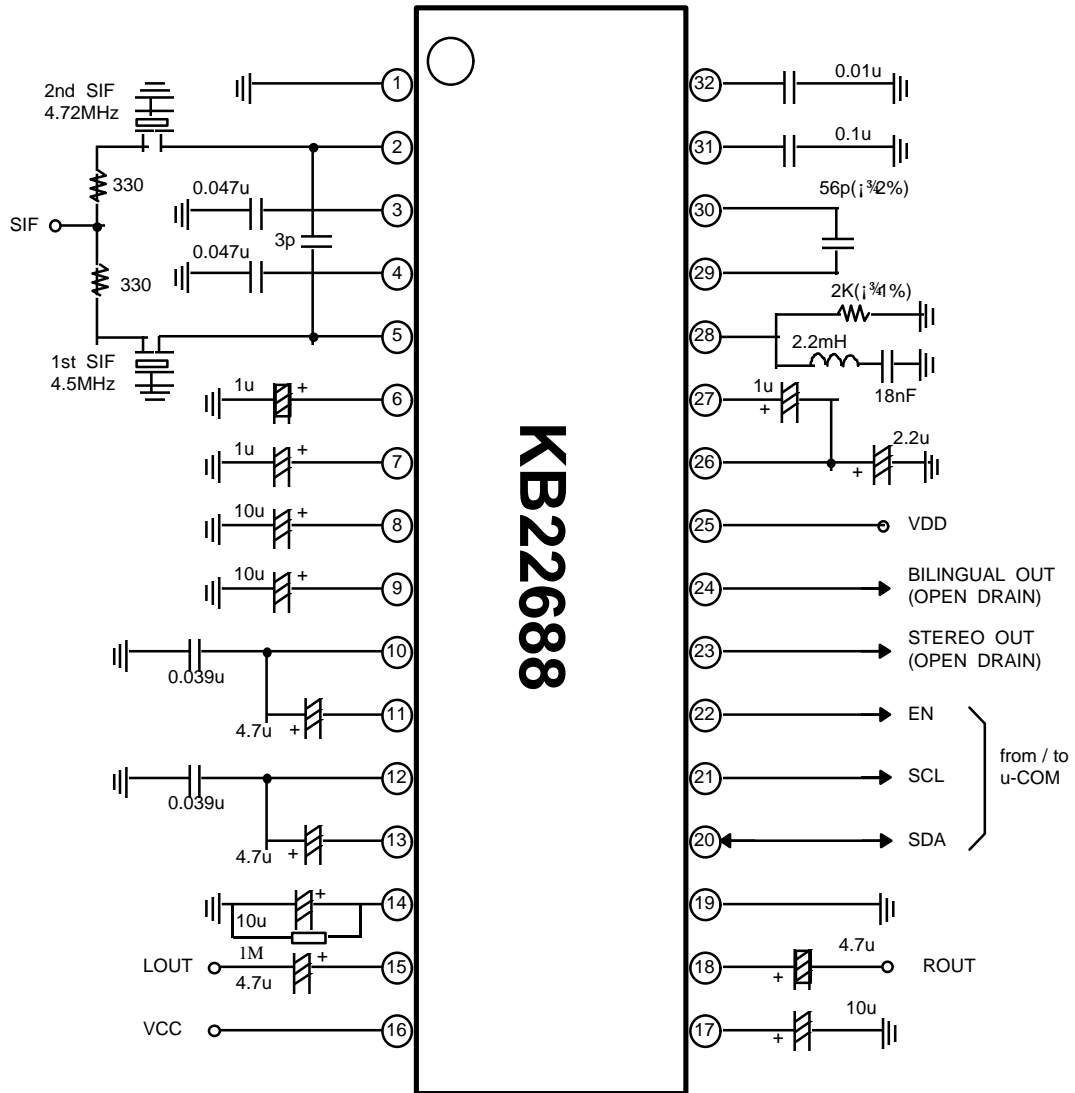 2nd SIF
4.72MHz
330
SIF
330
1st SIF
4.5MHz
0.047u
0.047u
3p
1u
1u
10u
10u
0.039u
4.7u
0.039u
4.7u
10u
1M
LOUT
4.7u
VCC
1
2
3
4
5
6
7
8
9
10
11
12
13
14
15
16
KB22688
32
31
30
29
28
27
26
25
24
23
22
21
20
19
18
17
0.01u
0.1u
56p(¡¾2%)
2K(¡¾1%)
2.2mH
18nF
1u
2.2u
VDD
BILINGUAL OUT
(OPEN DRAIN)
STEREO OUT
(OPEN DRAIN)
EN
SCL
SDA
from / to
u-COM
4.7u
ROUT
10u
+
+
+
+
+
+
+
+
+
+
+
+